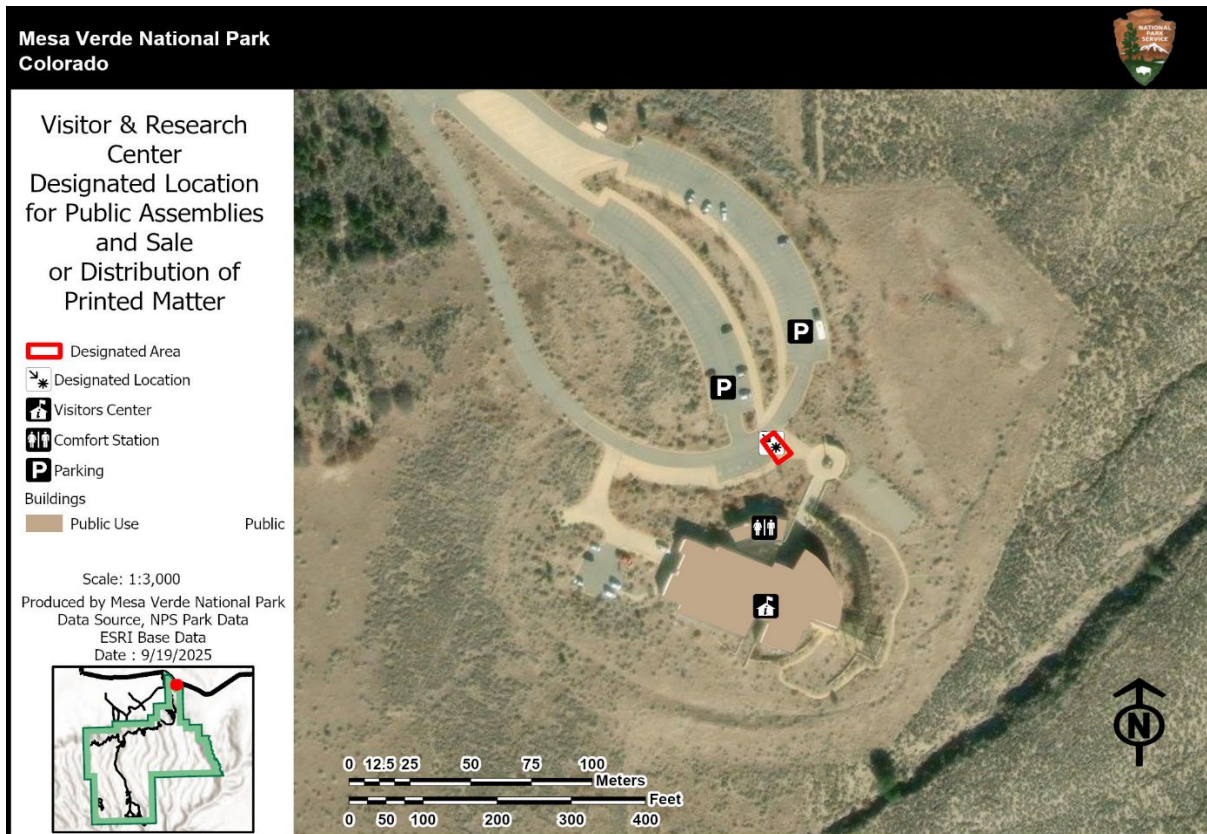 Mesa Verde National Park
Colorado
NATIONAL
PARK
SERVICE
Visitor & Research
Center
Designated Location
for Public Assemblies
and Sale
or Distribution of
Printed Matter
Designated Area
Designated Location
Visitors Center
Comfort Station
P Parking
Buildings
Public Use Public
Scale: 1:3,000
Produced by Mesa Verde National Park
Data Source, NPS Park Data
ESRI Base Data
Date : 9/19/2025
P
P
0 12.5 25 50 75 100
Meters
Feet
0 50 100 200 300 400
N